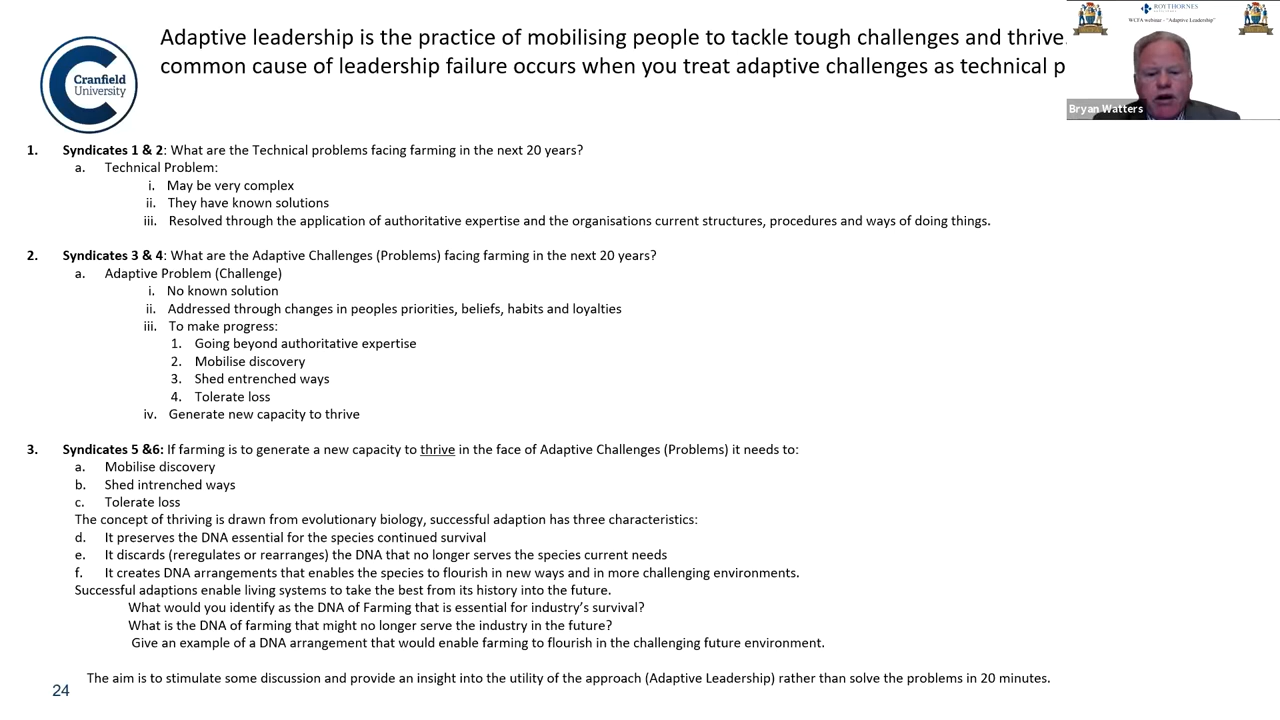 Adaptive leadership is the practice of mobilising people to tackle tough challenges and thrive.
common cause of leadership failure occurs when you treat adaptive challenges as technical p
ROYTHORNES
WCFA webinar – "Adaptive Leadership"
Bryan Watters
Cranfield
University
1. Syndicates 1 & 2: What are the Technical problems facing farming in the next 20 years?
a. Technical Problem:
i. May be very complex
ii. They have known solutions
iii. Resolved through the application of authoritative expertise and the organisations current structures, procedures and ways of doing things.
2. Syndicates 3 & 4: What are the Adaptive Challenges (Problems) facing farming in the next 20 years?
a. Adaptive Problem (Challenge)
i. No known solution
ii. Addressed through changes in peoples priorities, beliefs, habits and loyalties
iii. To make progress:
1. Going beyond authoritative expertise
2. Mobilise discovery
3. Shed entrenched ways
4. Tolerate loss
iv. Generate new capacity to thrive
3. Syndicates 5 &6: If farming is to generate a new capacity to thrive in the face of Adaptive Challenges (Problems) it needs to:
a. Mobilise discovery
b. Shed intrenched ways
c. Tolerate loss
The concept of thriving is drawn from evolutionary biology, successful adaption has three characteristics:
d. It preserves the DNA essential for the species continued survival
e. It discards (reregulates or rearranges) the DNA that no longer serves the species current needs
f. It creates DNA arrangements that enables the species to flourish in new ways and in more challenging environments.
Successful adaptions enable living systems to take the best from its history into the future.
What would you identify as the DNA of Farming that is essential for industry's survival?
What is the DNA of farming that might no longer serve the industry in the future?
Give an example of a DNA arrangement that would enable farming to flourish in the challenging future environment.
The aim is to stimulate some discussion and provide an insight into the utility of the approach (Adaptive Leadership) rather than solve the problems in 20 minutes.
24